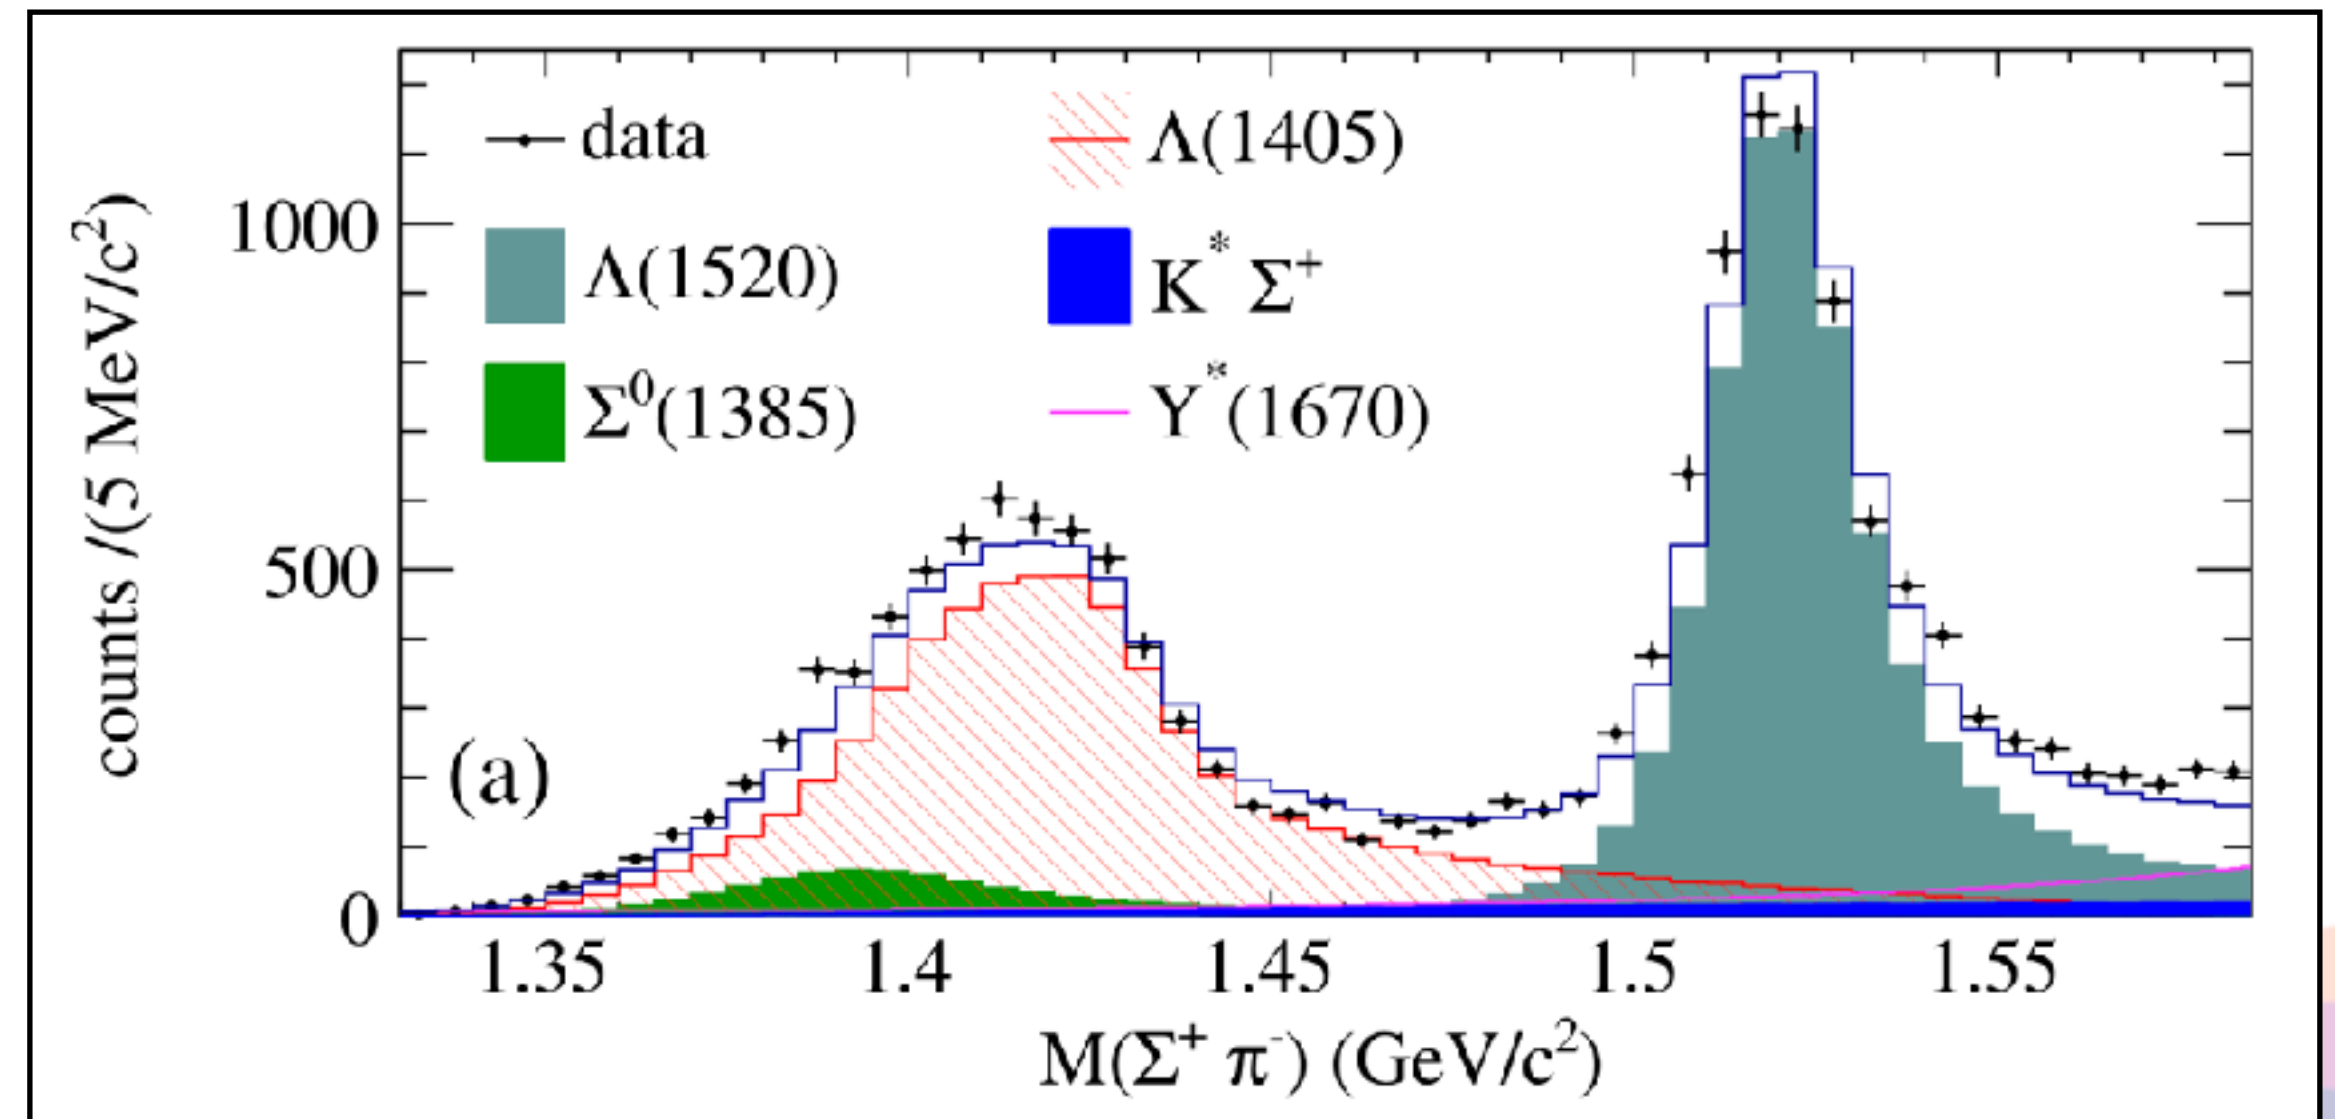 counts /(5 MeV/c²)
1000
500
0
data
Λ(1405)
Λ(1520)
K* Σ⁺
Σ⁰(1385)
Y*(1670)
(a)
1.35 1.4 1.45 1.5 1.55
M(Σ⁺ π⁻) (GeV/c²)